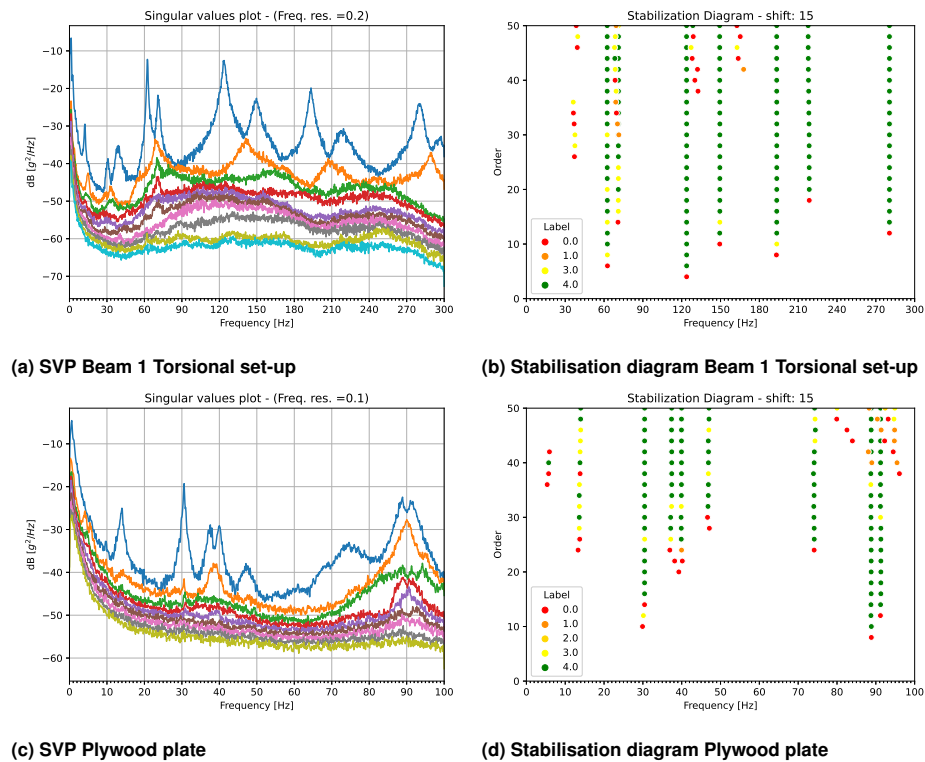 Singular values plot - (Freq. res. =0.2)
−10
−20
−30
−40
−50
−60
−70
dB [g²/Hz]
0 30 60 90 120 150 180 210 240 270 300
Frequency [Hz]
(a) SVP Beam 1 Torsional set-up
Stabilization Diagram - shift: 15
50
40
30
20
10
0
Order
Label
0.0
1.0
3.0
4.0
0 30 60 90 120 150 180 210 240 270 300
Frequency [Hz]
(b) Stabilisation diagram Beam 1 Torsional set-up
Singular values plot - (Freq. res. =0.1)
−10
−20
−30
−40
−50
−60
dB [g²/Hz]
0 10 20 30 40 50 60 70 80 90 100
Frequency [Hz]
(c) SVP Plywood plate
Stabilization Diagram - shift: 15
50
40
30
20
10
0
Order
Label
0.0
1.0
2.0
3.0
4.0
0 10 20 30 40 50 60 70 80 90 100
Frequency [Hz]
(d) Stabilisation diagram Plywood plate